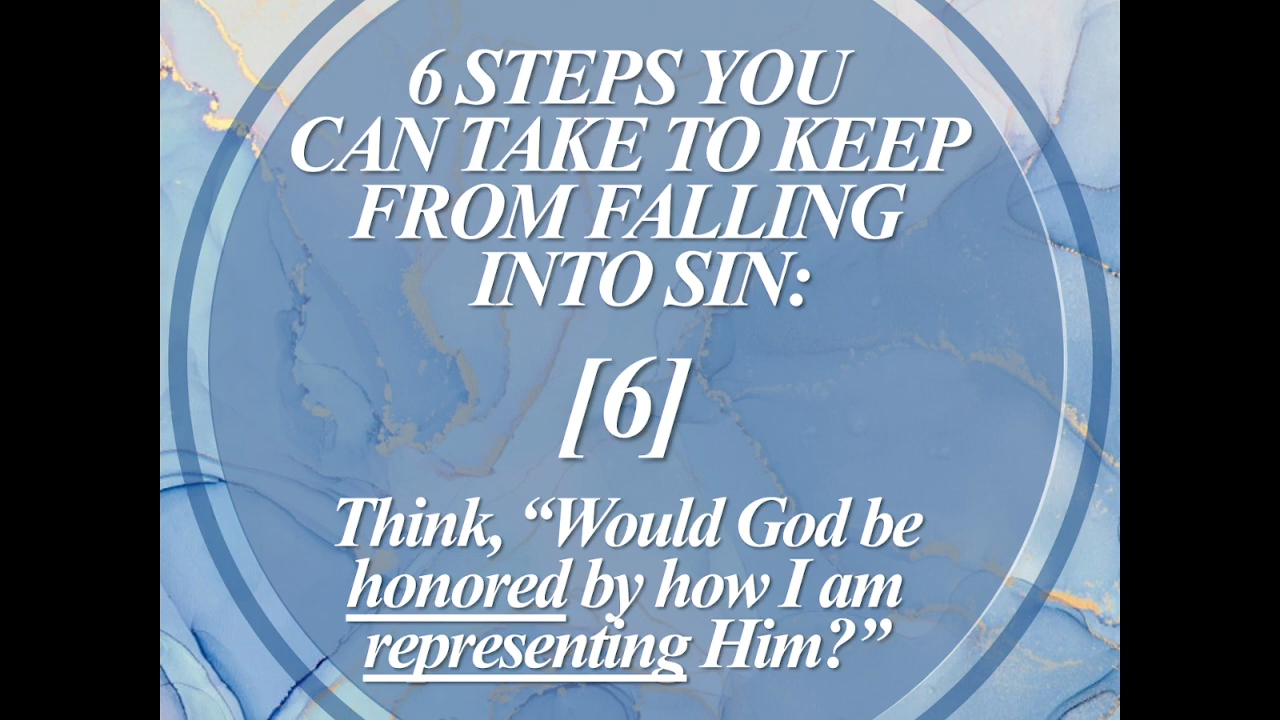 6 STEPS YOU
CAN TAKE TO KEEP
FROM FALLING
INTO SIN:
[6]
Think, “Would God be
honored by how I am
representing Him?”